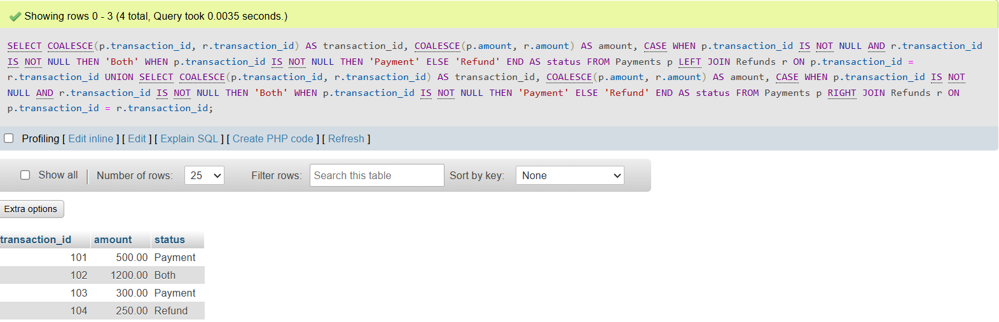 Showing rows 0 - 3 (4 total, Query took 0.0035 seconds.)
SELECT COALESCE(p.transaction_id, r.transaction_id) AS transaction_id, COALESCE(p.amount, r.amount) AS amount, CASE WHEN p.transaction_id IS NOT NULL AND r.transaction_id
IS NOT NULL THEN 'Both' WHEN p.transaction_id IS NOT NULL THEN 'Payment' ELSE 'Refund' END AS status FROM Payments p LEFT JOIN Refunds r ON p.transaction_id =
r.transaction_id UNION SELECT COALESCE(p.transaction_id, r.transaction_id) AS transaction_id, COALESCE(p.amount, r.amount) AS amount, CASE WHEN p.transaction_id IS NOT
NULL AND r.transaction_id IS NOT NULL THEN 'Both' WHEN p.transaction_id IS NOT NULL THEN 'Payment' ELSE 'Refund' END AS status FROM Payments p RIGHT JOIN Refunds r ON
p.transaction_id = r.transaction_id;
Profiling [ Edit inline ] [ Edit ] [ Explain SQL ] [ Create PHP code ] [ Refresh ]
Show all Number of rows: 25 Filter rows: Search this table Sort by key: None
Extra options
transaction_id amount status
101 500.00 Payment
102 1200.00 Both
103 300.00 Payment
104 250.00 Refund